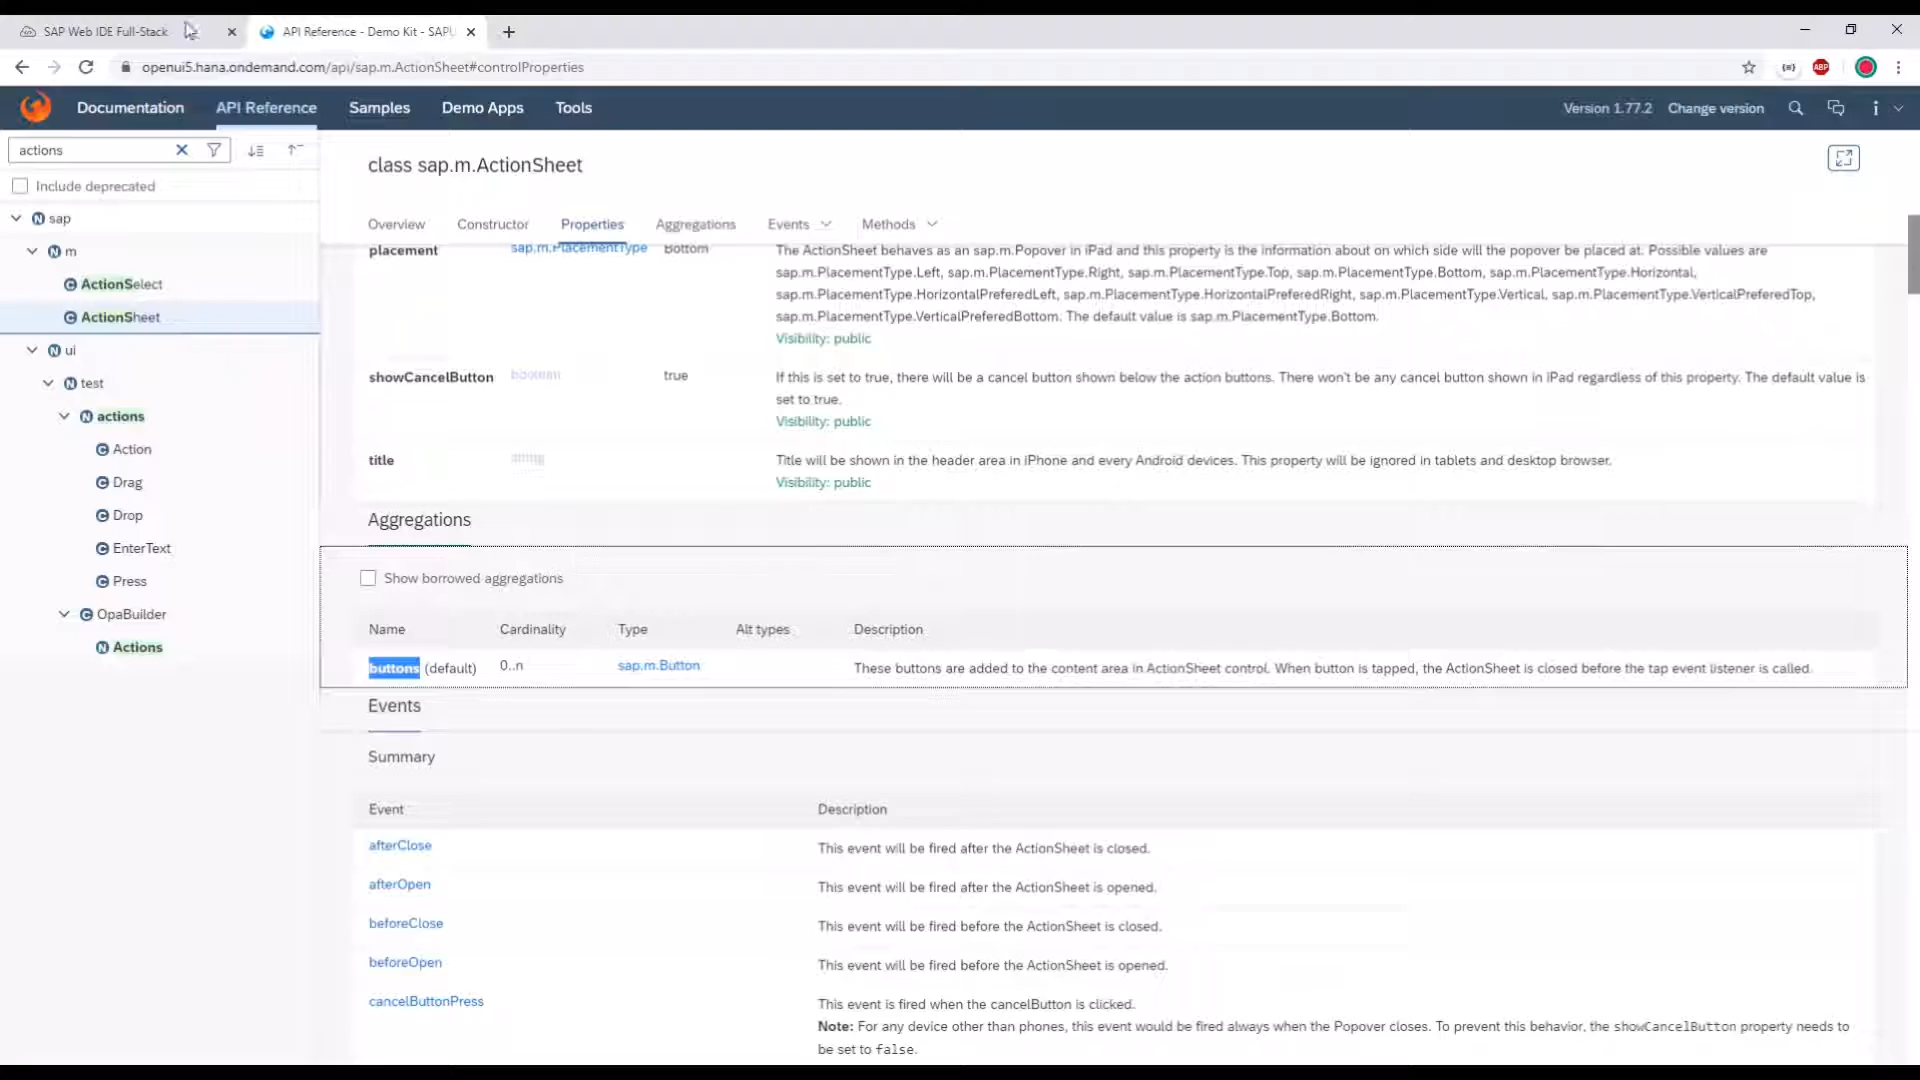 SAP Web IDE Full-Stack
API Reference - Demo Kit - SAPU
openui5.hana.ondemand.com/api/sap.m.ActionSheet#controlProperties
ABP
Documentation
API Reference
Samples
Demo Apps
Tools
Version 1.77.2
Change version
actions
Include deprecated
sap
m
ActionSelect
ActionSheet
ui
test
actions
Action
Drag
Drop
EnterText
Press
OpaBuilder
Actions
class sap.m.ActionSheet
Overview
Constructor
Properties
Aggregations
Events
Methods
placement sap.m.PlacementType Bottom The ActionSheet behaves as an sap.m.Popover in iPad and this property is the information about on which side will the popover be placed at. Possible values are
sap.m.PlacementType.Left, sap.m.PlacementType.Right, sap.m.PlacementType.Top, sap.m.PlacementType.Bottom, sap.m.PlacementType.Horizontal,
sap.m.PlacementType.HorizontalPreferedLeft, sap.m.PlacementType.HorizontalPreferedRight, sap.m.PlacementType.Vertical, sap.m.PlacementType.VerticalPreferedTop,
sap.m.PlacementType.VerticalPreferedBottom. The default value is sap.m.PlacementType.Bottom.
Visibility: public
showCancelButton boolean true If this is set to true, there will be a cancel button shown below the action buttons. There won't be any cancel button shown in iPad regardless of this property. The default value is
set to true.
Visibility: public
title Title will be shown in the header area in iPhone and every Android devices. This property will be ignored in tablets and desktop browser.
Visibility: public
Aggregations
Show borrowed aggregations
Name Cardinality Type Alt types Description
buttons (default) 0..n sap.m.Button These buttons are added to the content area in ActionSheet control. When button is tapped, the ActionSheet is closed before the tap event listener is called.
Events
Summary
Event Description
afterClose This event will be fired after the ActionSheet is closed.
afterOpen This event will be fired after the ActionSheet is opened.
beforeClose This event will be fired before the ActionSheet is closed.
beforeOpen This event will be fired before the ActionSheet is opened.
cancelButtonPress This event is fired when the cancelButton is clicked.
Note: For any device other than phones, this event would be fired always when the Popover closes. To prevent this behavior, the showCancelButton property needs to
be set to false.